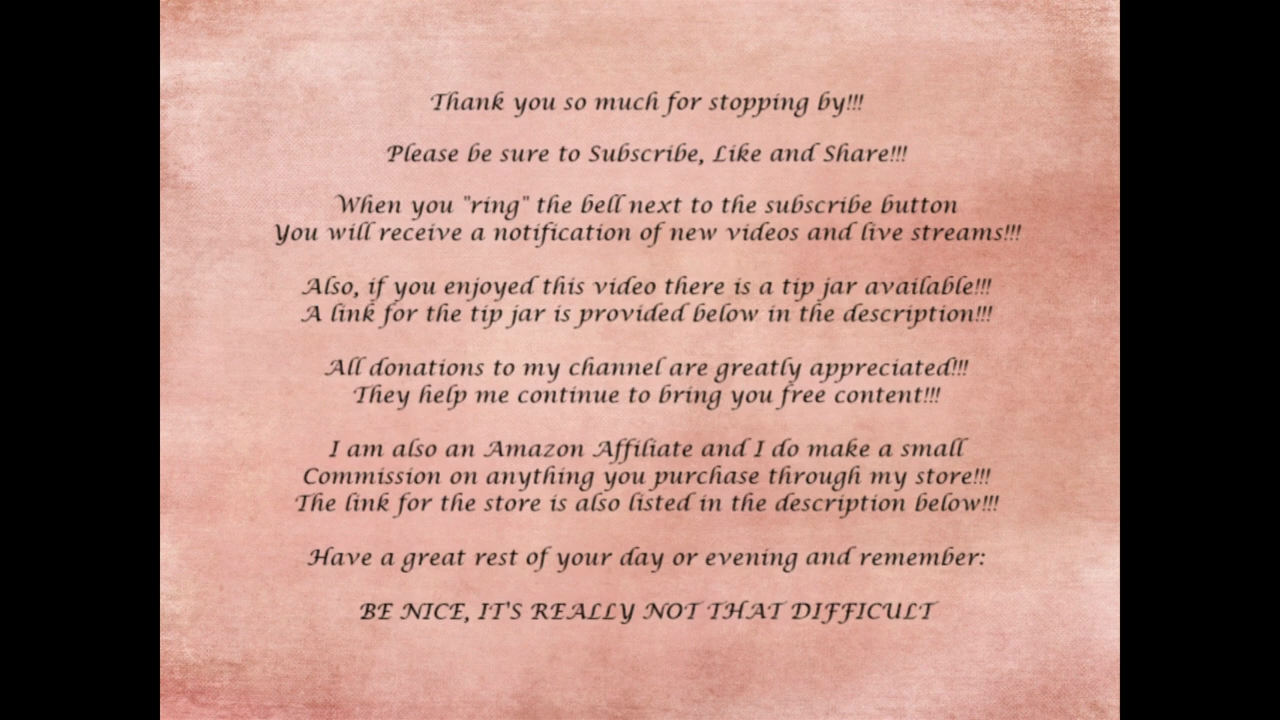 Thank you so much for stopping by!!!
Please be sure to Subscribe, Like and Share!!!
When you "ring" the bell next to the subscribe button
You will receive a notification of new videos and live streams!!!
Also, if you enjoyed this video there is a tip jar available!!!
A link for the tip jar is provided below in the description!!!
All donations to my channel are greatly appreciated!!!
They help me continue to bring you free content!!!
I am also an Amazon Affiliate and I do make a small
Commission on anything you purchase through my store!!!
The link for the store is also listed in the description below!!!
Have a great rest of your day or evening and remember:
BE NICE, IT'S REALLY NOT THAT DIFFICULT